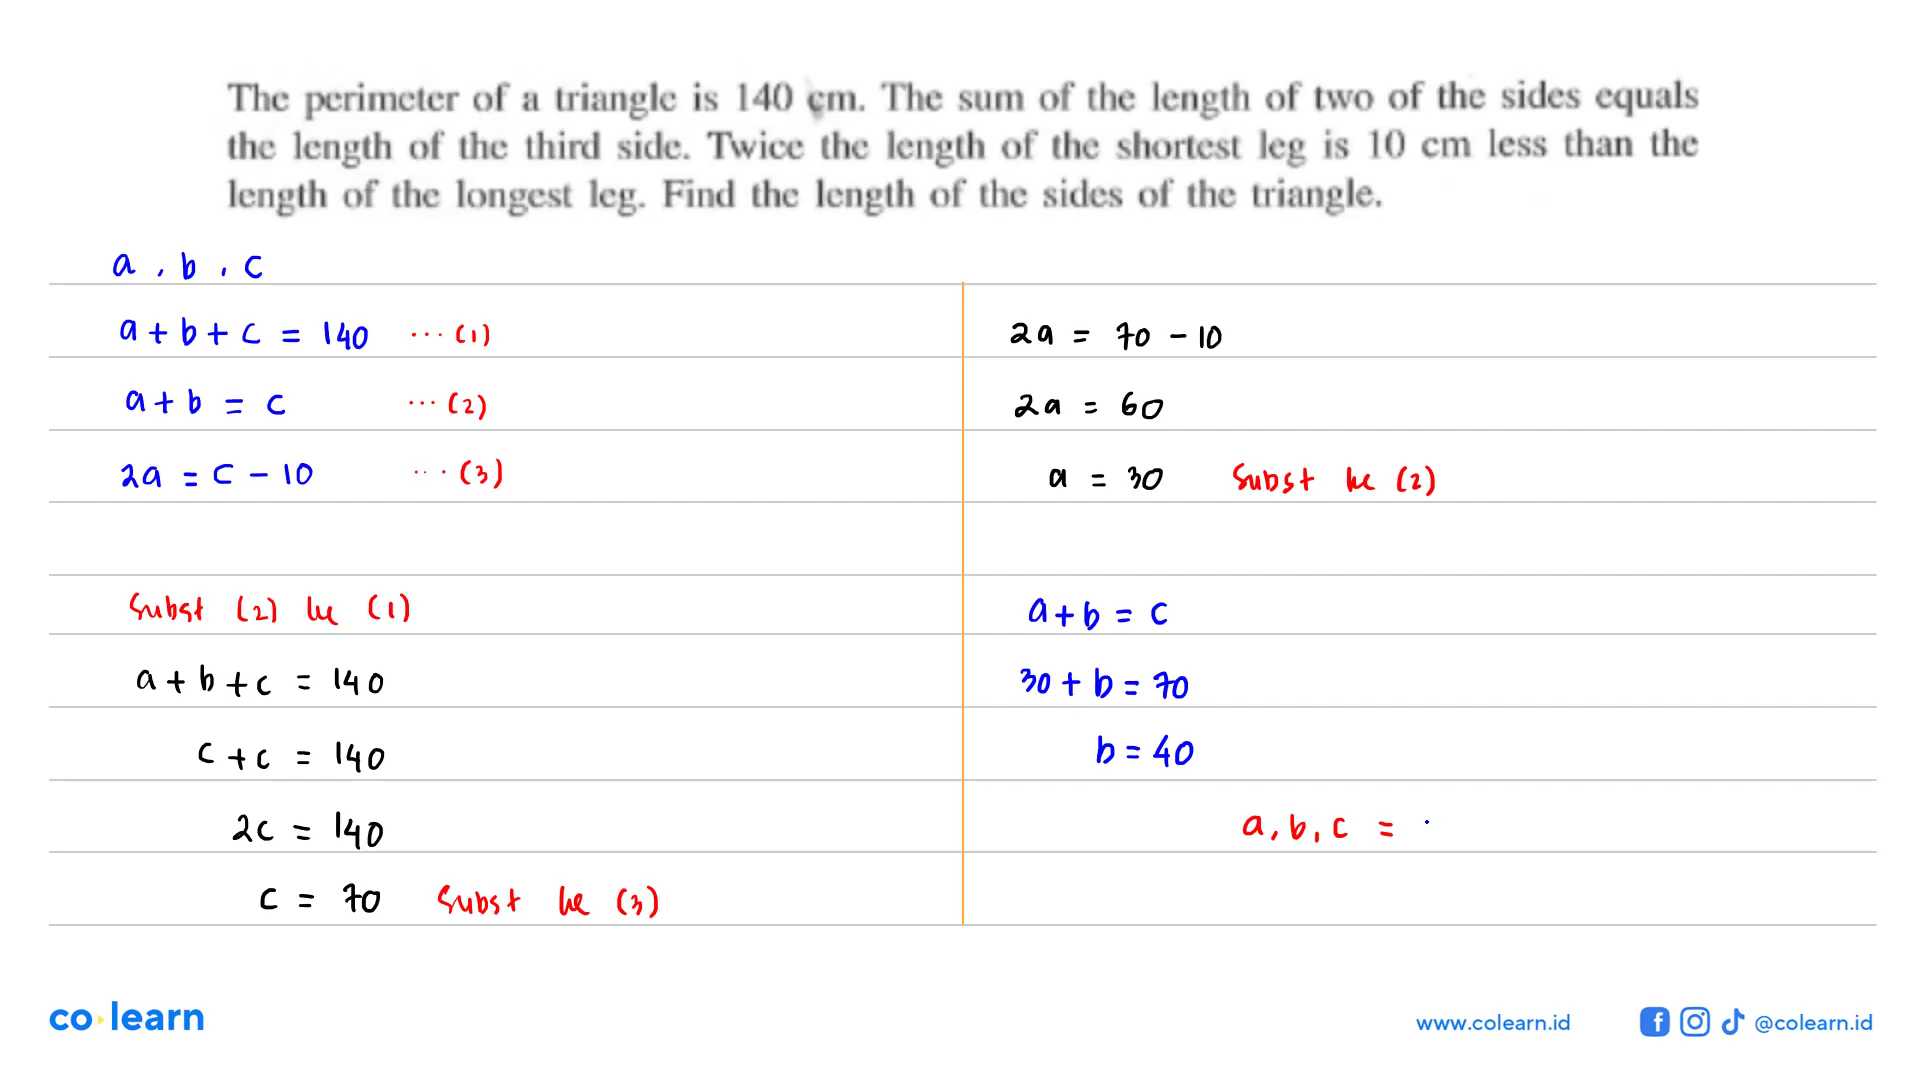 The perimeter of a triangle is 140 cm. The sum of the length of two of the sides equals
the length of the third side. Twice the length of the shortest leg is 10 cm less than the
length of the longest leg. Find the length of the sides of the triangle.
a, b, c
a + b + c = 140 ...(1)
a + b = c ...(2)
2a = c - 10 ...(3)
Subst (2) ke (1)
a + b + c = 140
c + c = 140
2c = 140
c = 70 Subst ke (3)
2a = 70 - 10
2a = 60
a = 30 Subst ke (2)
a + b = c
30 + b = 70
b = 40
a, b, c =
co learn
www.colearn.id
@colearn.id